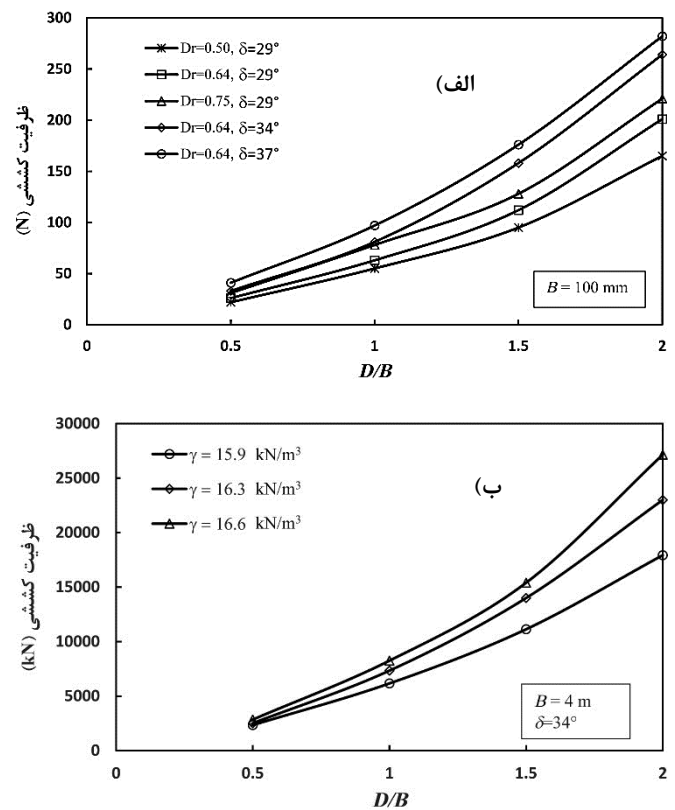 300
250
200
150
100
50
0
ظرفیت کششی (N)
Dr=0.50, δ=29°
Dr=0.64, δ=29°
Dr=0.75, δ=29°
Dr=0.64, δ=34°
Dr=0.64, δ=37°
الف)
B = 100 mm
0 0.5 1 1.5 2
D/B
30000
25000
20000
15000
10000
5000
0
ظرفیت کششی (kN)
γ = 15.9 kN/m³
γ = 16.3 kN/m³
γ = 16.6 kN/m³
ب)
B = 4 m
δ=34°
0 0.5 1 1.5 2
D/B